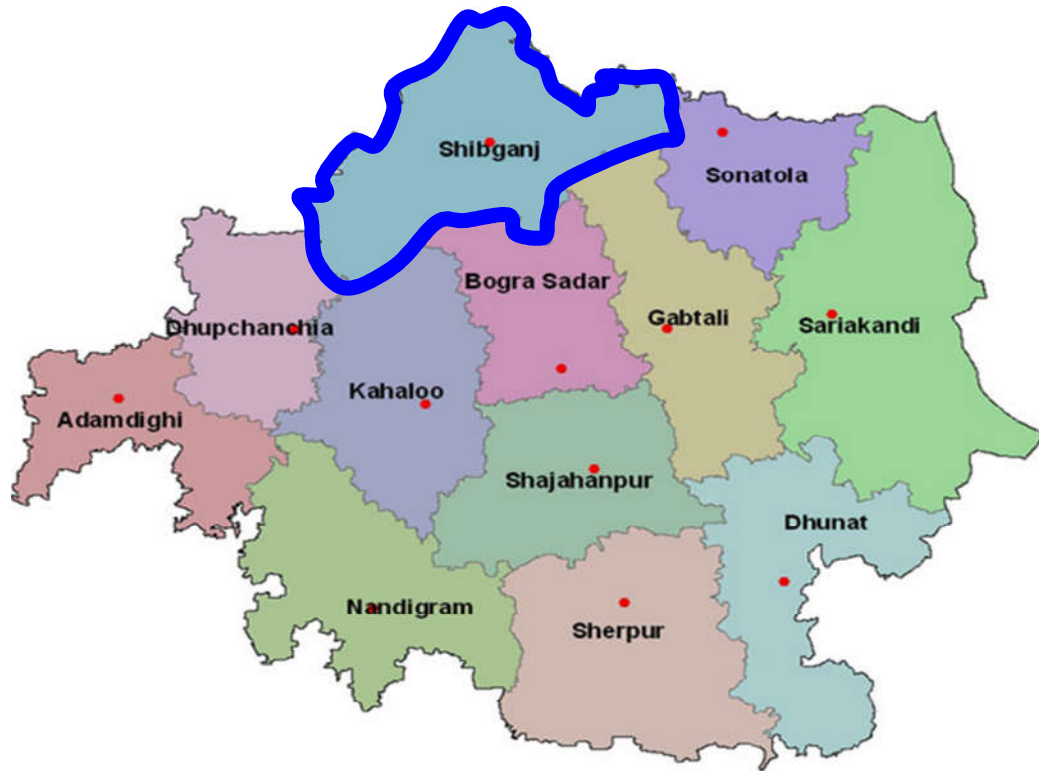 Shibganj
Sonatola
Bogra Sadar
Gabtali
Sariakandi
Dhupchanchia
Kahaloo
Adamdighi
Shajahanpur
Dhunat
Nandigram
Sherpur